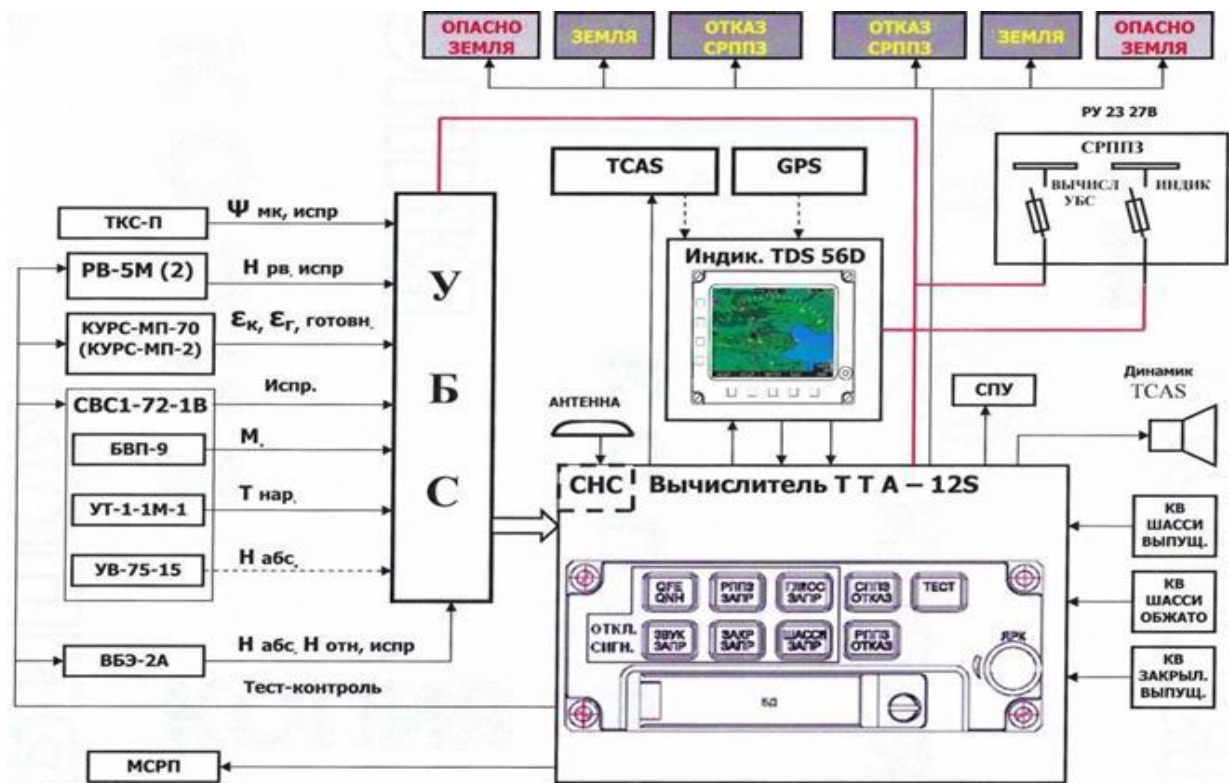 ОПАСНО
ЗЕМЛЯ
ЗЕМЛЯ
ОТКАЗ
СРППЗ
ОТКАЗ
СРППЗ
ЗЕМЛЯ
ОПАСНО
ЗЕМЛЯ
РУ 23 27В
СРППЗ
ВЫЧИСЛ
УБС
ИНДИК
TCAS
GPS
Индик. TDS 56D
ТКС-П
Ψ мк, испр
РВ-5М (2)
Н рв, испр
КУРС-МП-70
(КУРС-МП-2)
Ɛк, Ɛг, готовн.
СВС1-72-1В
Испр.
БВП-9
М.
УТ-1-1М-1
Т нар.
УВ-75-15
Н абс.
ВБЭ-2А
Н абс, Н отн, испр
Тест-контроль
МСРП
У
Б
С
АНТЕННА
СПУ
Динамик
TCAS
СНС
Вычислитель Т Т А – 12S
QFE
QNH
РППЗ
ЗАПР
ГЛИСС
ЗАПР
СППЗ
ОТКАЗ
ТЕСТ
ОТКЛ.
СИГН.
ЗВУК
ЗАПР
ЗАКР
ЗАПР
ШАССИ
ЗАПР
РППЗ
ОТКАЗ
ЯРК
БД
КВ
ШАССИ
ВЫПУЩ.
КВ
ШАССИ
ОБЖАТО
КВ
ЗАКРЫЛ.
ВЫПУЩ.